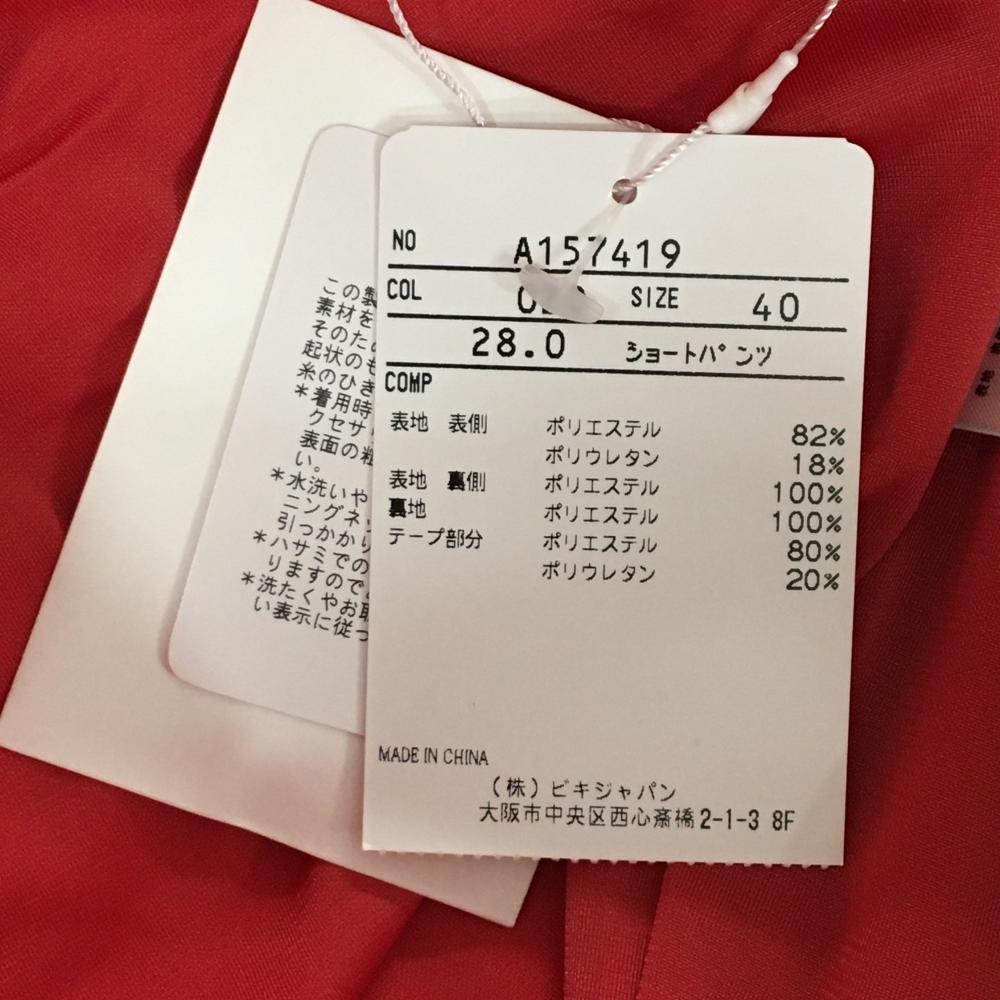 NO A157419
COL SIZE 40
28.0 ショートパンツ
COMP
表地 表側 ポリエステル 82%
ポリウレタン 18%
表地 裏側 ポリエステル 100%
裏地 ポリエステル 100%
テープ部分 ポリエステル 80%
ポリウレタン 20%
MADE IN CHINA
(株)ビキジャパン
大阪市中央区西心斎橋2-1-3 8F
この製
素材を
そのため
起状のも
糸のひき
*着用時
クセサ
表面の粗
い。
*水洗いや
ニングネッ
引っかかり
*ハサミでの
りますので
*洗たくやお取
い表示に従っ